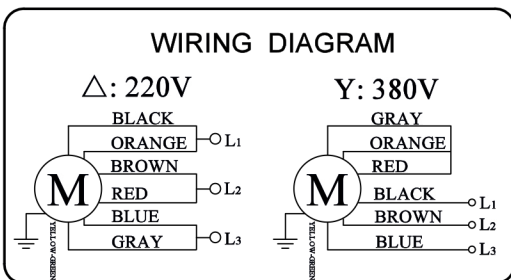 WIRING DIAGRAM
△: 220V
BLACK
ORANGE
L1
BROWN
M
RED
L2
BLUE
GRAY
L3
YELLOW-GREEN
Y: 380V
GRAY
ORANGE
RED
M
BLACK
L1
BROWN
L2
BLUE
L3
YELLOW-GREEN